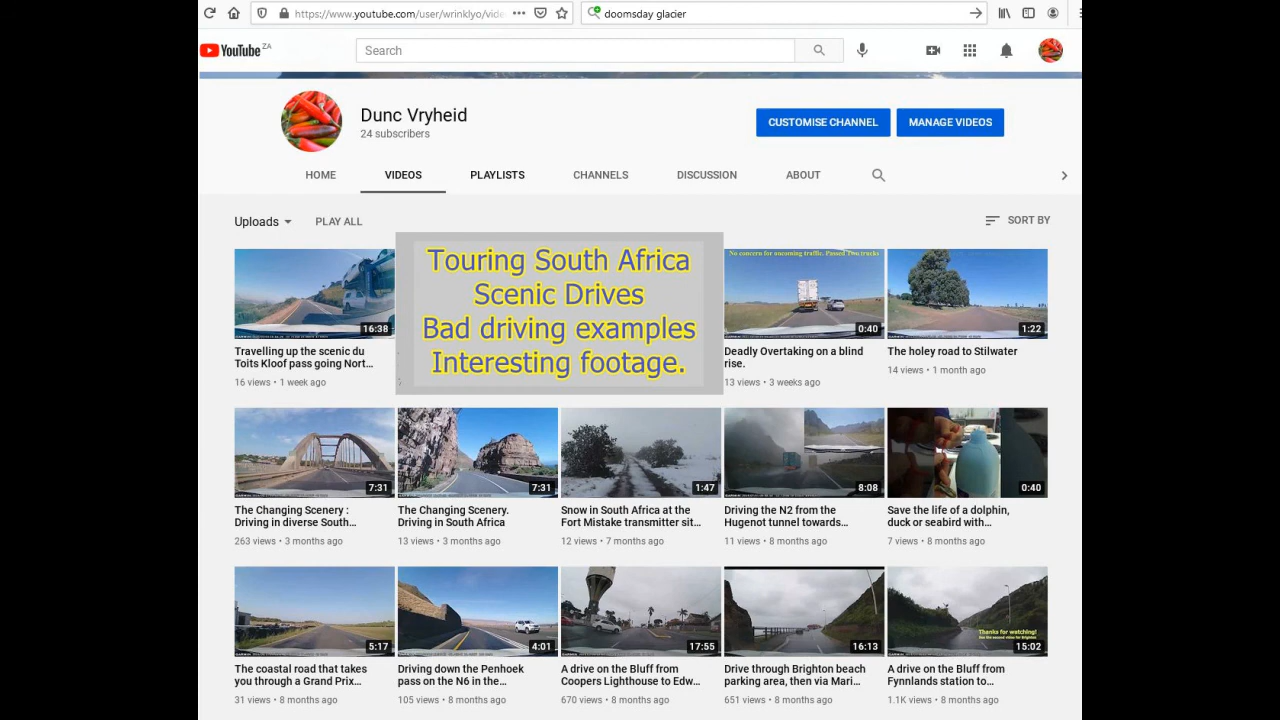 https://www.youtube.com/user/wrinklyo/vide
doomsday glacier
YouTube ZA
Search
Dunc Vryheid
24 subscribers
CUSTOMISE CHANNEL
MANAGE VIDEOS
HOME
VIDEOS
PLAYLISTS
CHANNELS
DISCUSSION
ABOUT
Uploads
PLAY ALL
SORT BY
Touring South Africa
Scenic Drives
Bad driving examples
Interesting footage.
16:38
Travelling up the scenic du
Toits Kloof pass going Nort...
16 views • 1 week ago
No concern for uncoming traffic. Passed Two trucks
0:40
Deadly Overtaking on a blind
rise.
13 views • 3 weeks ago
1:22
The holey road to Stilwater
14 views • 1 month ago
7:31
The Changing Scenery :
Driving in diverse South...
263 views • 3 months ago
7:31
The Changing Scenery.
Driving in South Africa
13 views • 3 months ago
1:47
Snow in South Africa at the
Fort Mistake transmitter sit...
12 views • 7 months ago
8:08
Driving the N2 from the
Hugenot tunnel towards...
11 views • 8 months ago
0:40
Save the life of a dolphin,
duck or seabird with...
7 views • 8 months ago
5:17
The coastal road that takes
you through a Grand Prix...
31 views • 8 months ago
4:01
Driving down the Penhoek
pass on the N6 in the...
105 views • 8 months ago
17:55
A drive on the Bluff from
Coopers Lighthouse to Edw...
670 views • 8 months ago
16:13
Drive through Brighton beach
parking area, then via Mari...
651 views • 8 months ago
Thanks for watching!
15:02
A drive on the Bluff from
Fynnlands station to...
1.1K views • 8 months ago